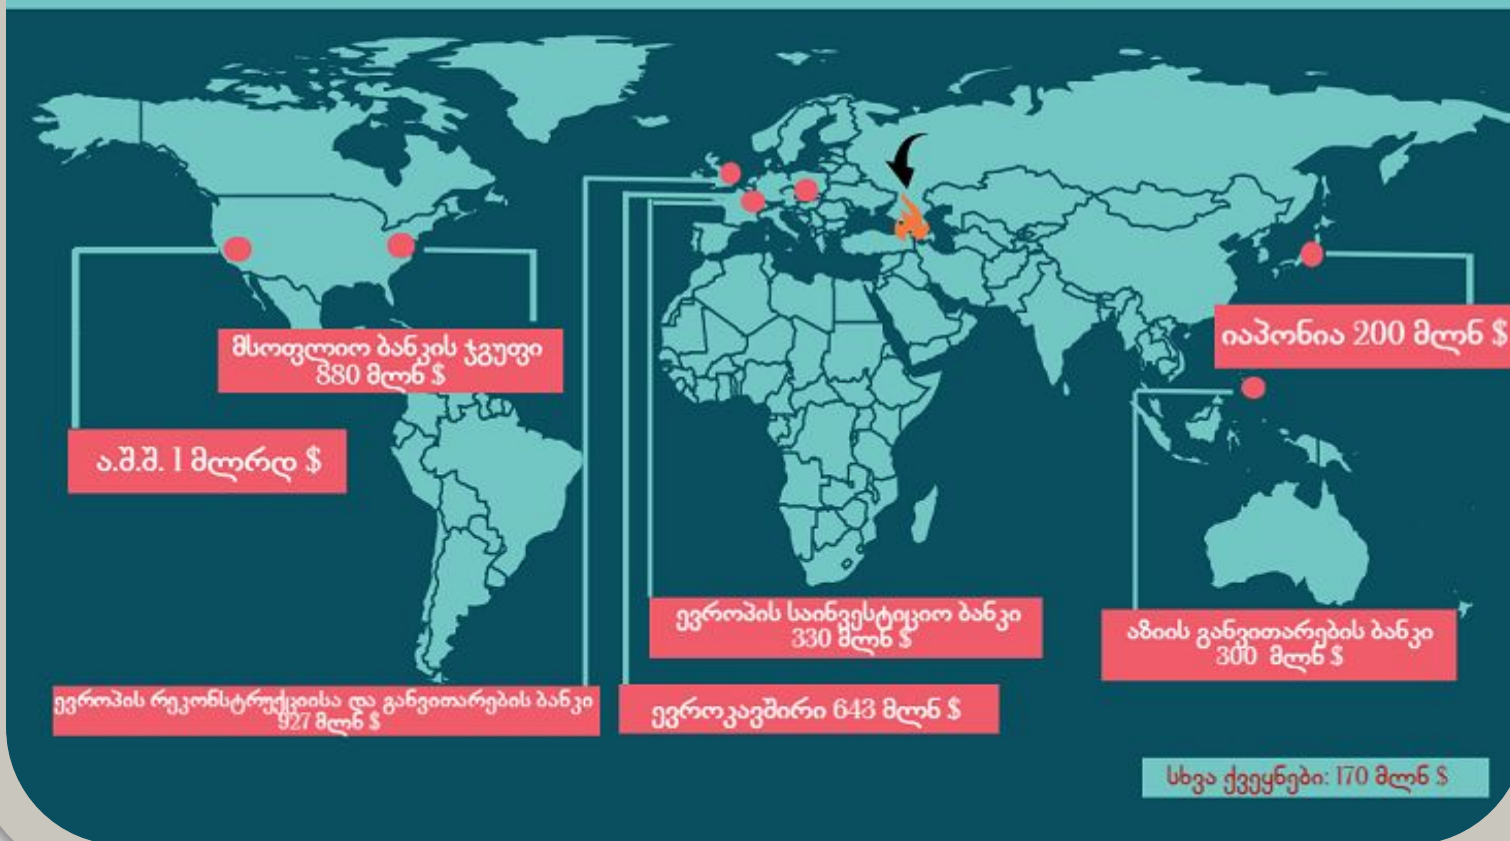 მსოფლიო ბანკის ჯგუფი
880 მლნ $
იაპონია 200 მლნ $
ა.შ.შ. 1 მლრდ $
ევროპის საინვესტიციო ბანკი
330 მლნ $
აზიის განვითარების ბანკი
300 მლნ $
ევროპის რეკონსტრუქციისა და განვითარების ბანკი
927 მლნ $
ევროკავშირი 643 მლნ $
სხვა ქვეყნები: 170 მლნ $